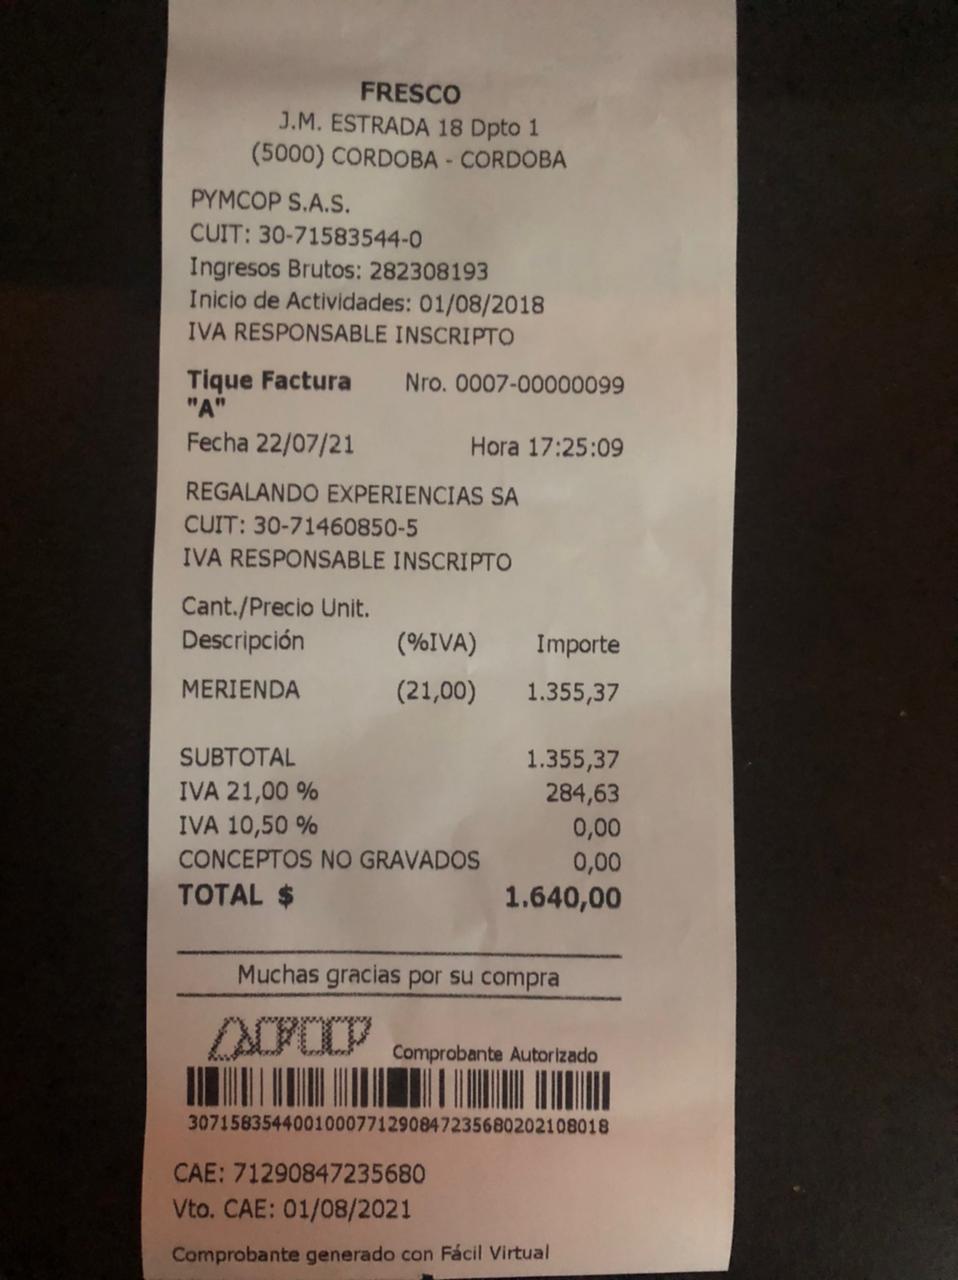 FRESCO
J.M. ESTRADA 18 Dpto 1
(5000) CORDOBA - CORDOBA
PYMCOP S.A.S.
CUIT: 30-71583544-0
Ingresos Brutos: 282308193
Inicio de Actividades: 01/08/2018
IVA RESPONSABLE INSCRIPTO
Tique Factura Nro. 0007-00000099
"A"
Fecha 22/07/21 Hora 17:25:09
REGALANDO EXPERIENCIAS SA
CUIT: 30-71460850-5
IVA RESPONSABLE INSCRIPTO
Cant./Precio Unit.
Descripción (%IVA) Importe
MERIENDA (21,00) 1.355,37
SUBTOTAL 1.355,37
IVA 21,00 % 284,63
IVA 10,50 % 0,00
CONCEPTOS NO GRAVADOS 0,00
TOTAL $ 1.640,00
Muchas gracias por su compra
AFIP Comprobante Autorizado
3071583544001000771290847235680202108018
CAE: 71290847235680
Vto. CAE: 01/08/2021
Comprobante generado con Fácil Virtual